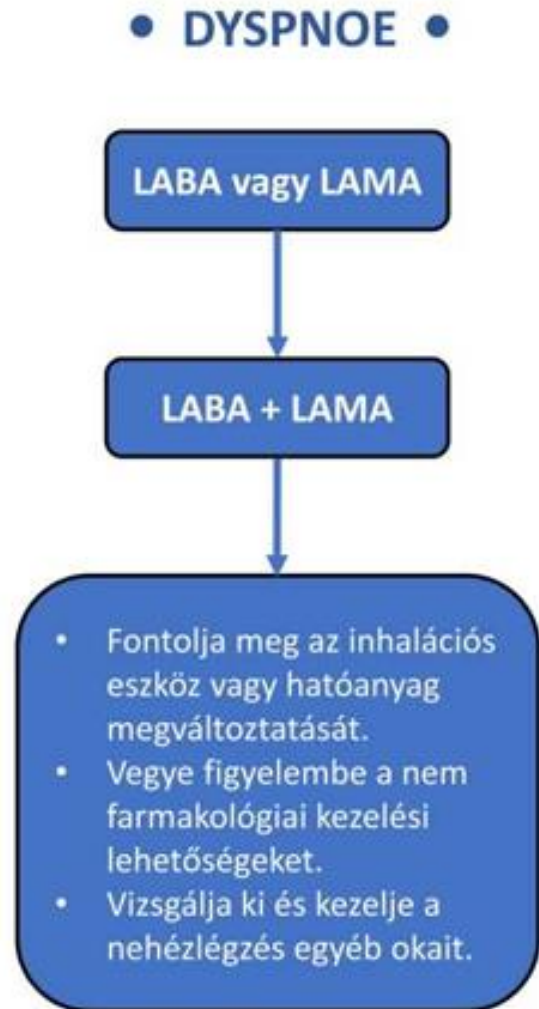 • DYSPNOE •
LABA vagy LAMA
LABA + LAMA
• Fontolja meg az inhalációs
eszköz vagy hatóanyag
megváltoztatását.
• Vegye figyelembe a nem
farmakológiai kezelési
lehetőségeket.
• Vizsgálja ki és kezelje a
nehézlégzés egyéb okait.